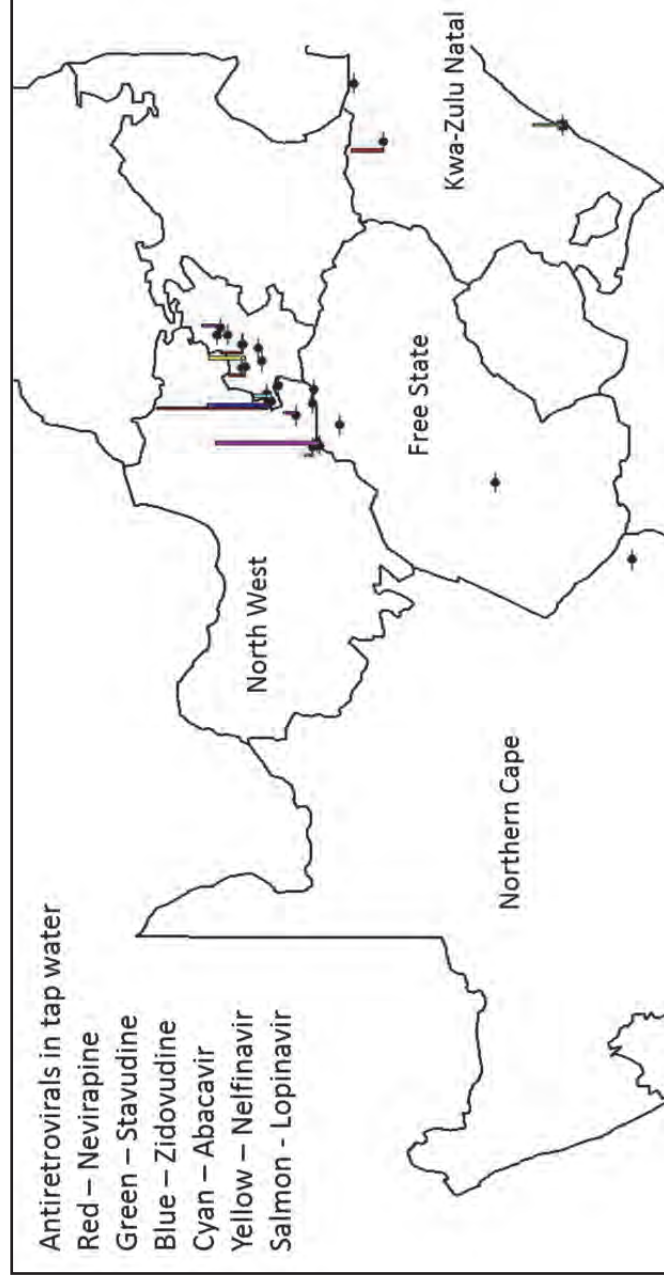 Antiretrovirals in tap water
Red – Nevirapine
Green – Stavudine
Blue – Zidovudine
Cyan – Abacavir
Yellow – Nelfinavir
Salmon - Lopinavir
North West
Free State
Kwa-Zulu Natal
Northern Cape